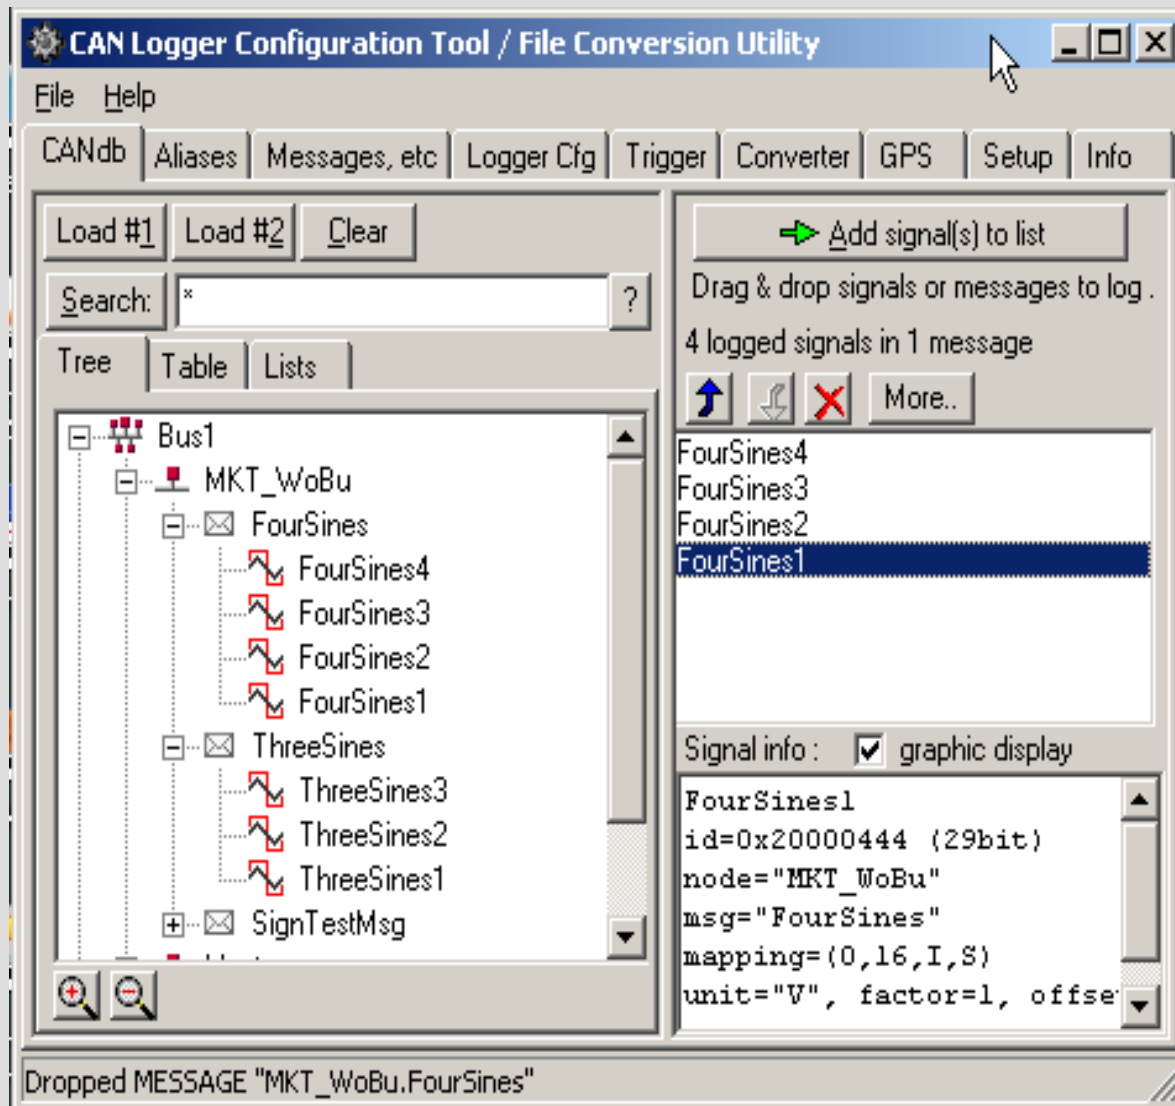 CAN Logger Configuration Tool / File Conversion Utility
File Help
CANdb Aliases Messages, etc Logger Cfg Trigger Converter GPS Setup Info
Load #1 Load #2 Clear
Search: * ?
Tree Table Lists
Bus1
MKT_WoBu
FourSines
FourSines4
FourSines3
FourSines2
FourSines1
ThreeSines
ThreeSines3
ThreeSines2
ThreeSines1
SignTestMsg
Add signal(s) to list
Drag & drop signals or messages to log .
4 logged signals in 1 message
More..
FourSines4
FourSines3
FourSines2
FourSines1
Signal info : graphic display
FourSines1
id=0x20000444 (29bit)
node="MKT_WoBu"
msg="FourSines"
mapping=(0,16,I,S)
unit="V", factor=1, offse
Dropped MESSAGE "MKT_WoBu.FourSines"